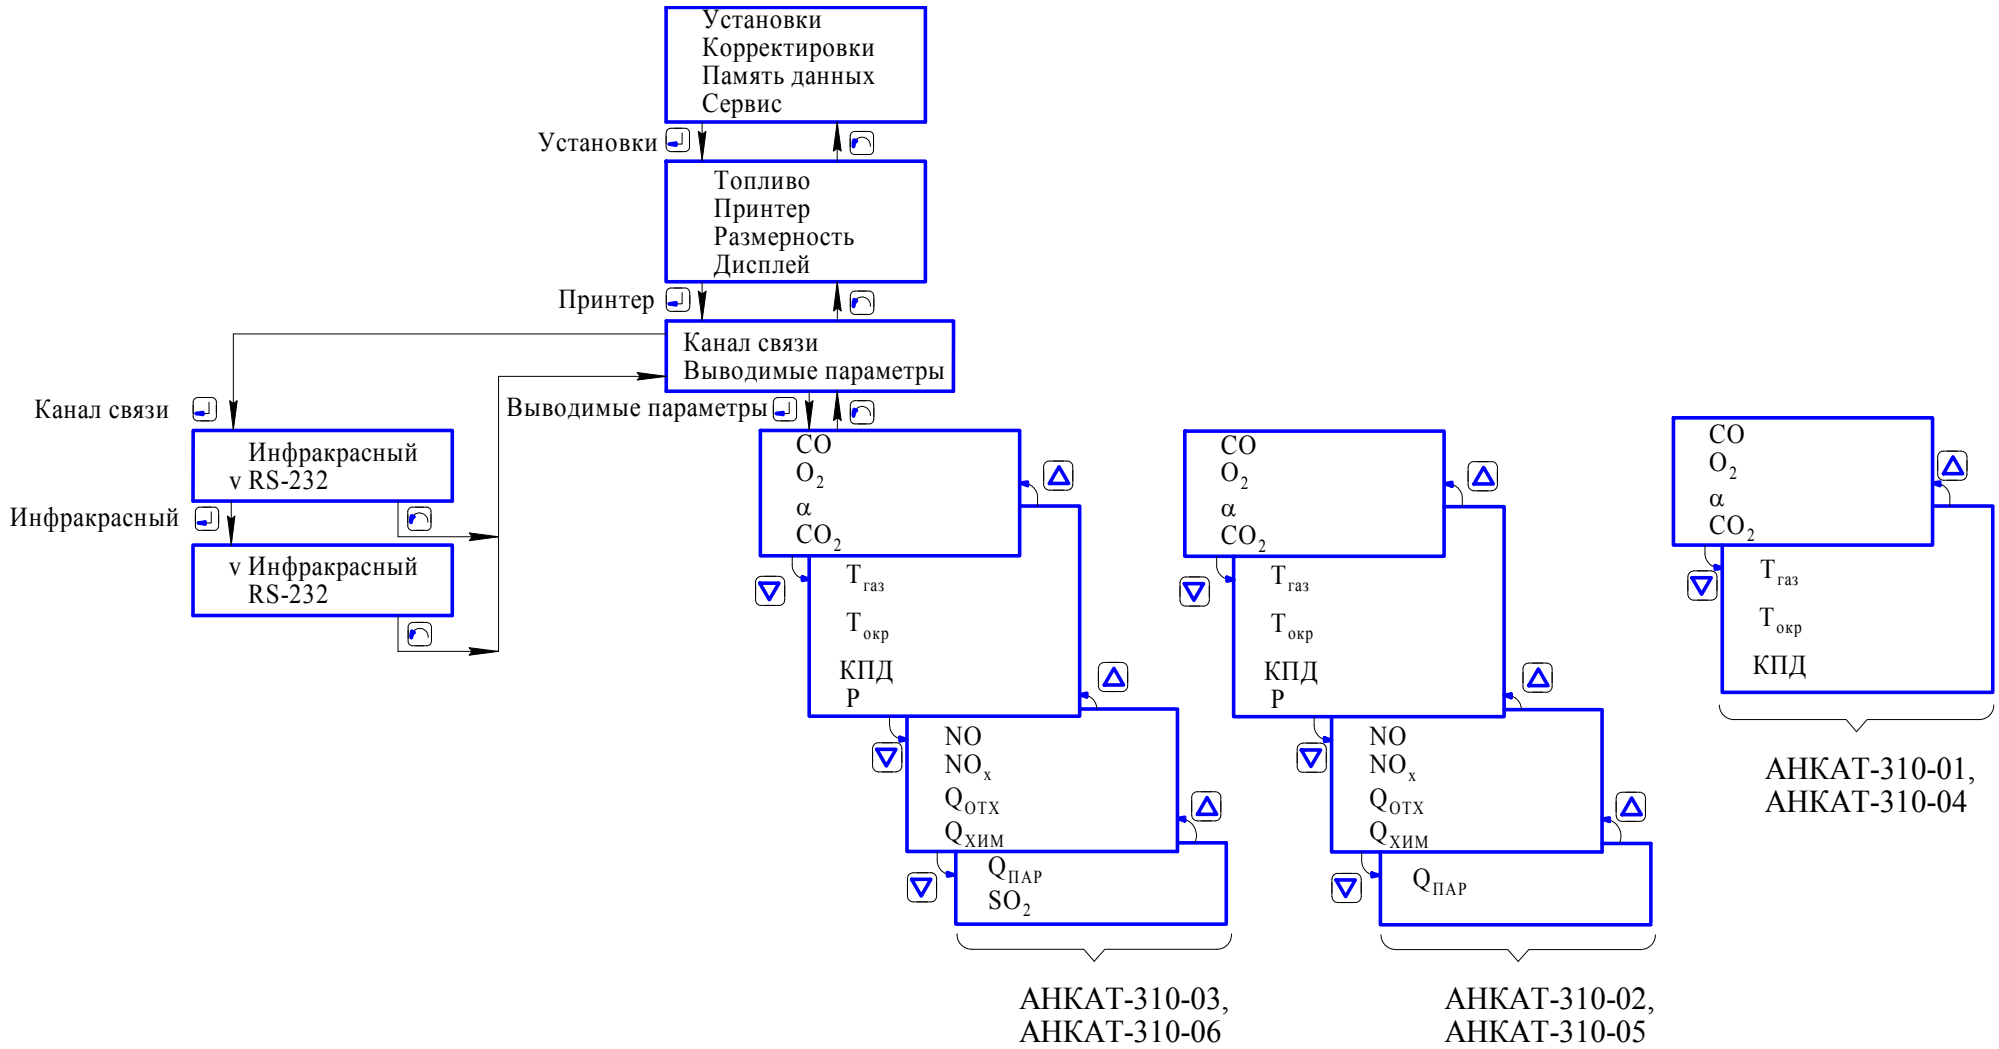 Установки
Корректировки
Память данных
Сервис
Установки
Топливо
Принтер
Размерность
Дисплей
Принтер
Канал связи
Выводимые параметры
Канал связи
Выводимые параметры
Инфракрасный
v RS-232
Инфракрасный
v Инфракрасный
RS-232
CO
O₂
α
CO₂
Tгаз
Tокр
КПД
P
NO
NOₓ
QОТХ
QХИМ
QПАР
SO₂
АНКАТ-310-03,
АНКАТ-310-06
CO
O₂
α
CO₂
Tгаз
Tокр
КПД
P
NO
NOₓ
QОТХ
QХИМ
QПАР
АНКАТ-310-02,
АНКАТ-310-05
CO
O₂
α
CO₂
Tгаз
Tокр
КПД
АНКАТ-310-01,
АНКАТ-310-04